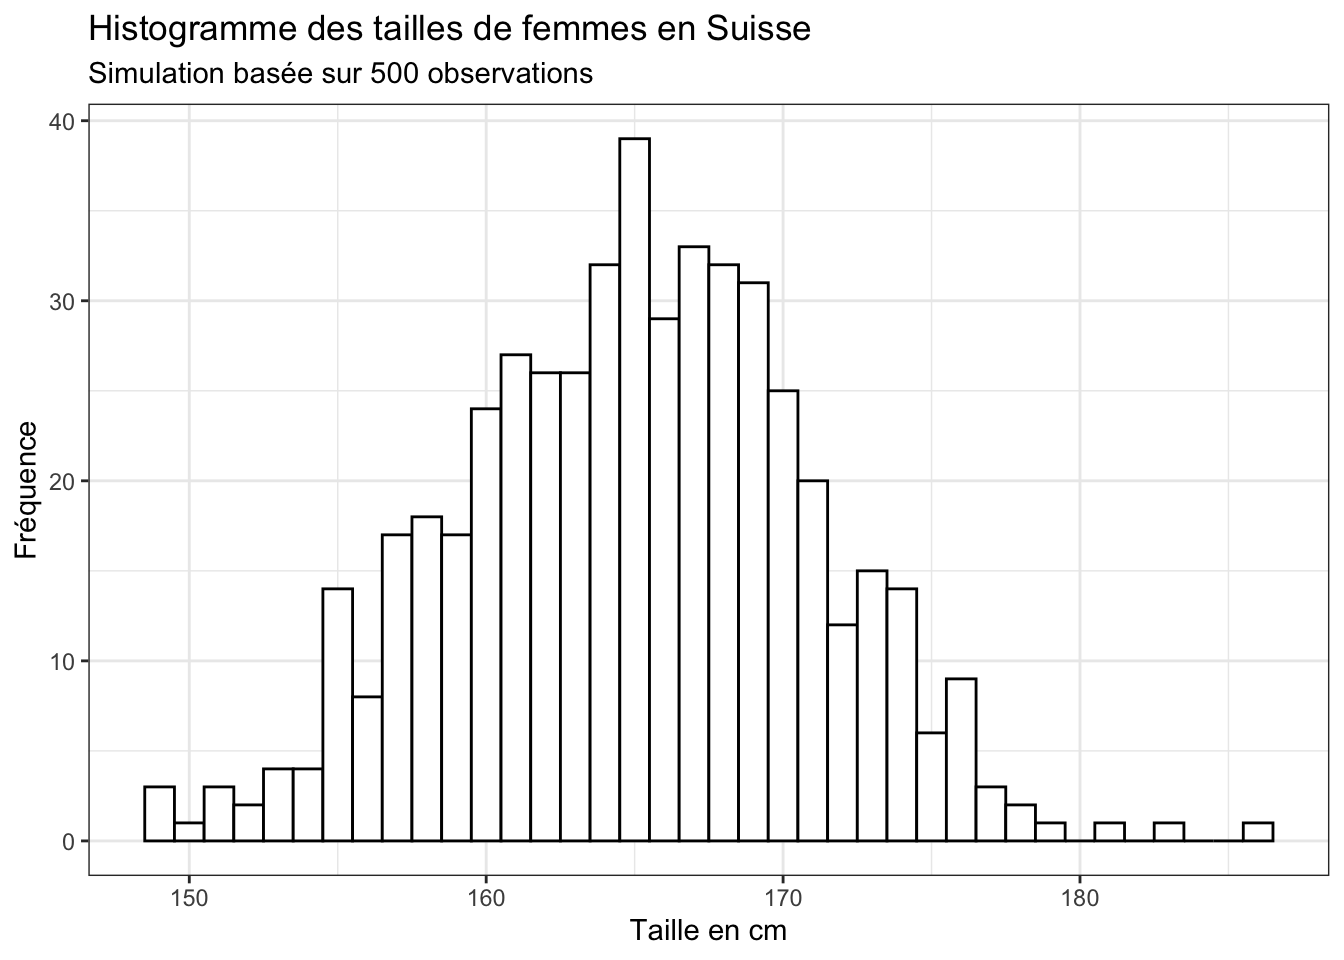 Histogramme des tailles de femmes en Suisse
Simulation basée sur 500 observations
40
30
20
10
0
Fréquence
150 160 170 180
Taille en cm